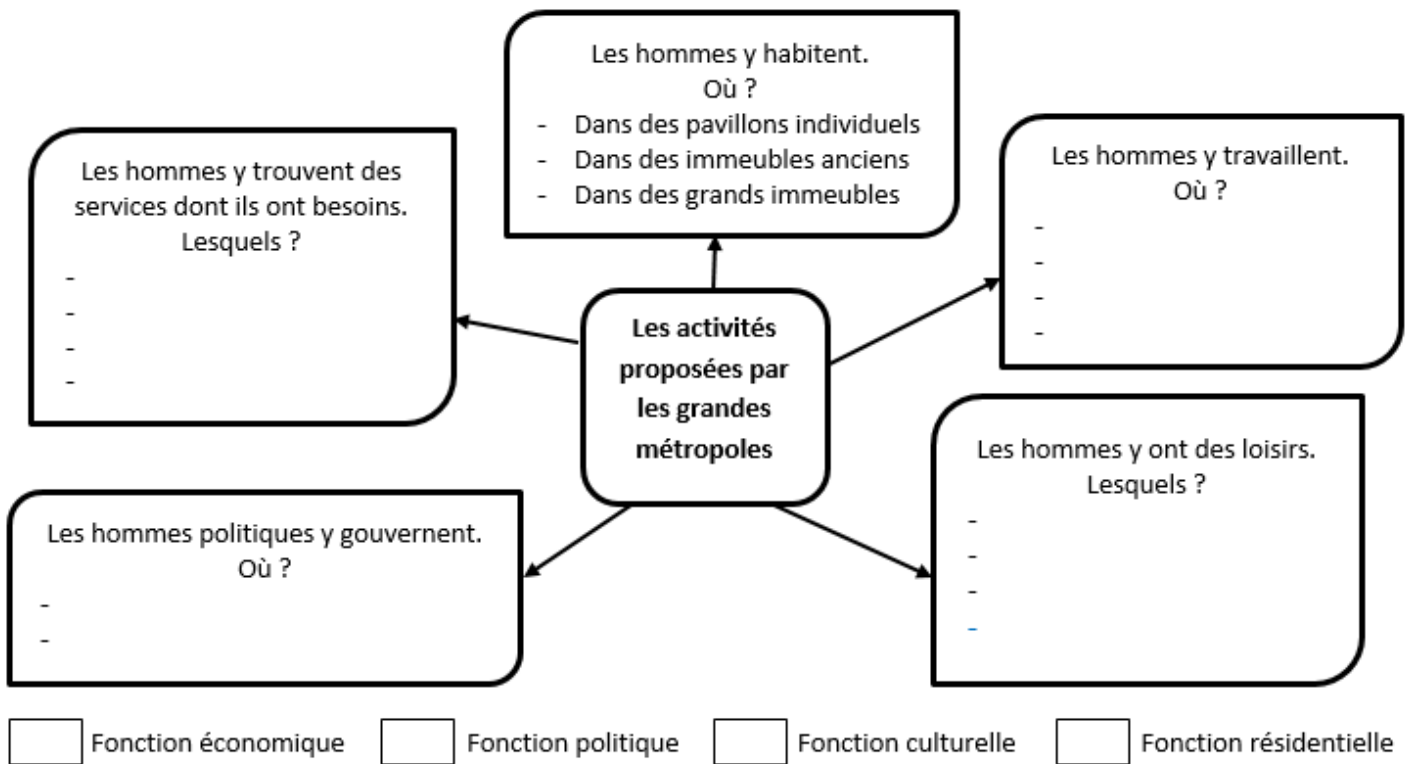 Les hommes y habitent.
Où ?
- Dans des pavillons individuels
- Dans des immeubles anciens
- Dans des grands immeubles
Les hommes y trouvent des
services dont ils ont besoins.
Lesquels ?
-
-
-
-
Les hommes y travaillent.
Où ?
-
-
-
-
Les activités
proposées par
les grandes
métropoles
Les hommes politiques y gouvernent.
Où ?
-
-
Les hommes y ont des loisirs.
Lesquels ?
-
-
-
-
Fonction économique
Fonction politique
Fonction culturelle
Fonction résidentielle